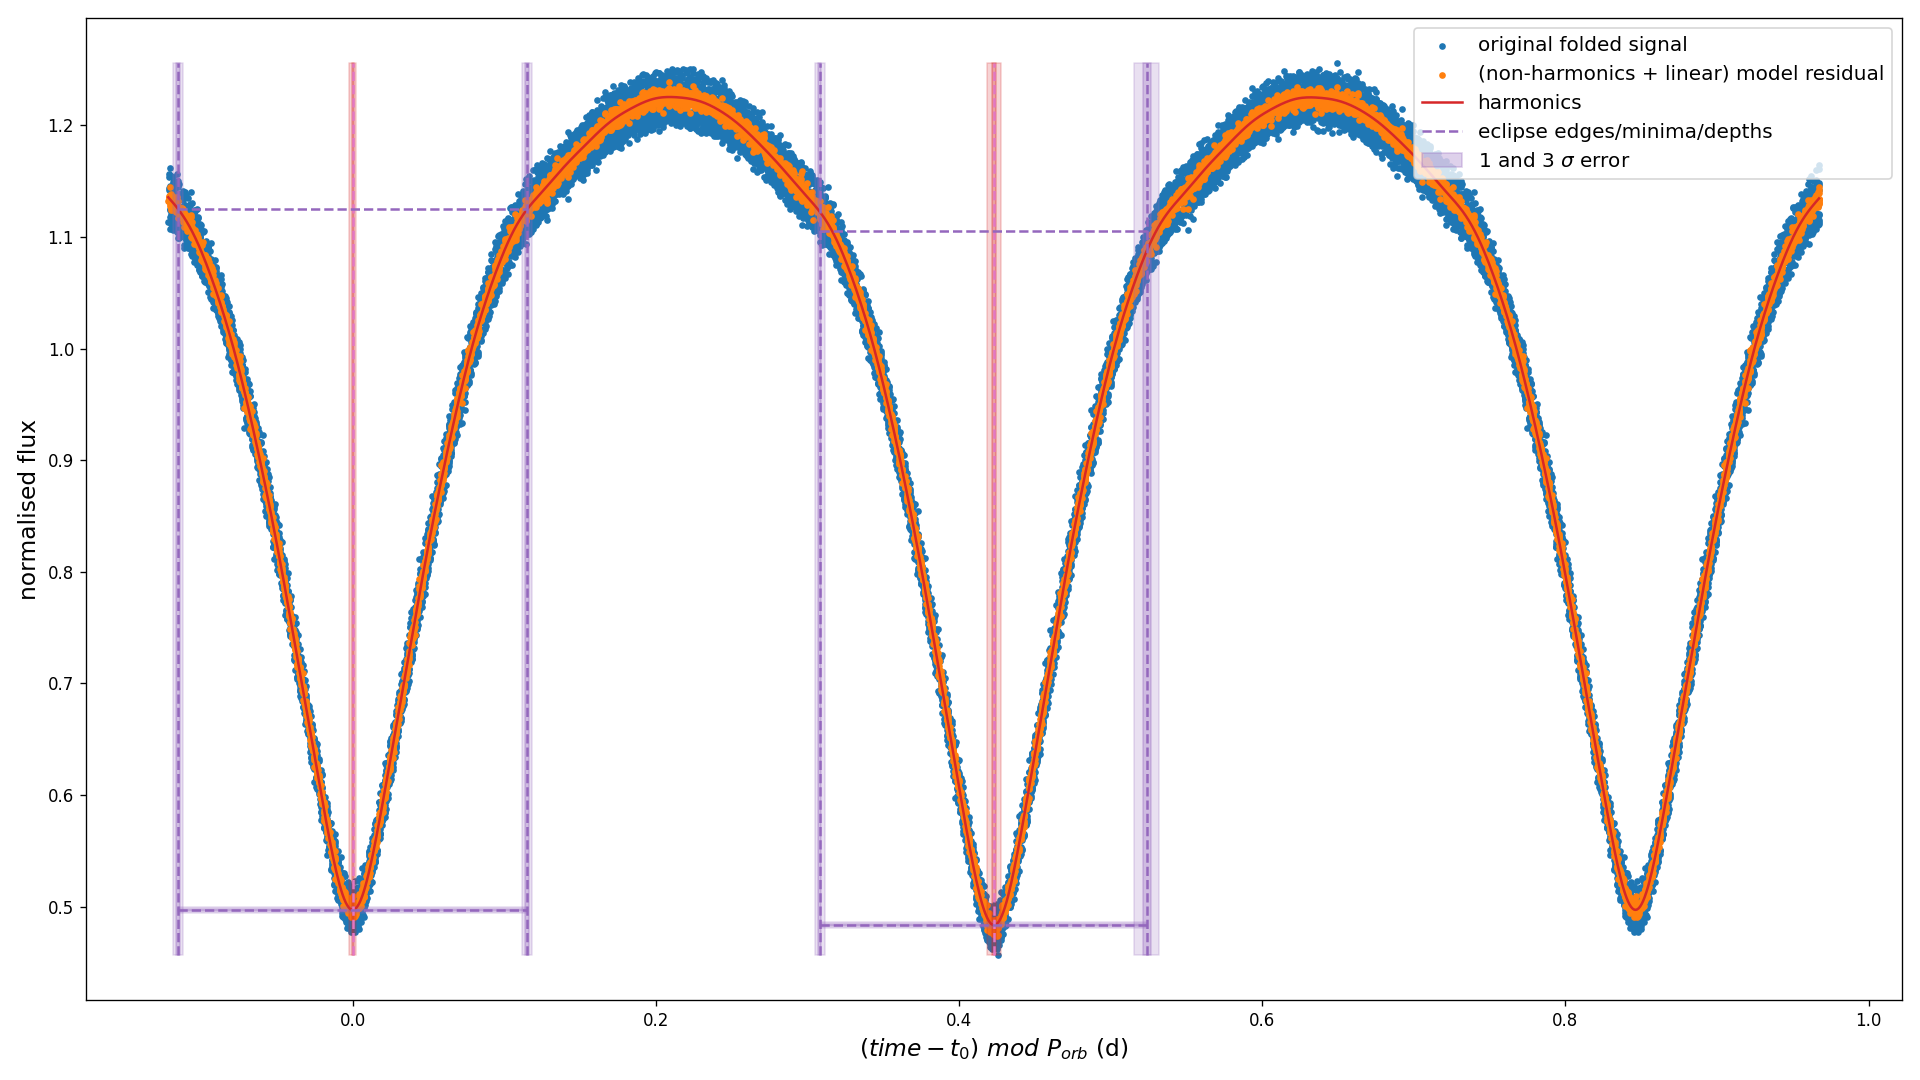 original folded signal
(non-harmonics + linear) model residual
harmonics
eclipse edges/minima/depths
1 and 3 σ error
normalised flux
1.2
1.1
1.0
0.9
0.8
0.7
0.6
0.5
0.0 0.2 0.4 0.6 0.8 1.0
(time − t₀) mod Pₒᵣb (d)